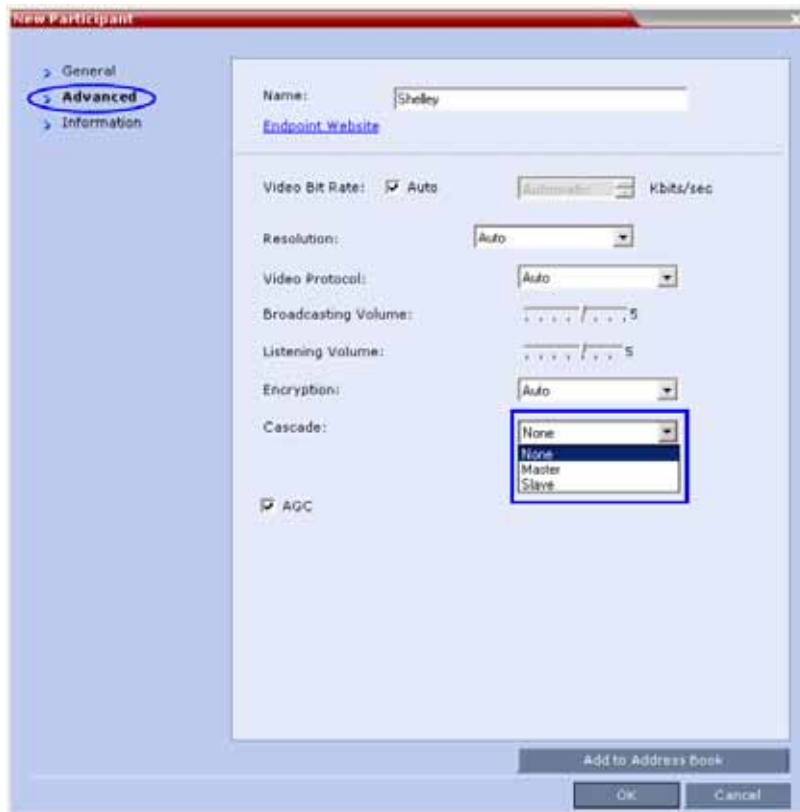 New Participant
General
Advanced
Information
Name: Shelley
Endpoint Website
Video Bit Rate: Auto Automatic Kbits/sec
Resolution: Auto
Video Protocol: Auto
Broadcasting Volume: 5
Listening Volume: 5
Encryption: Auto
Cascade: None
None
Master
Slave
AGC
Add to Address Book
OK Cancel